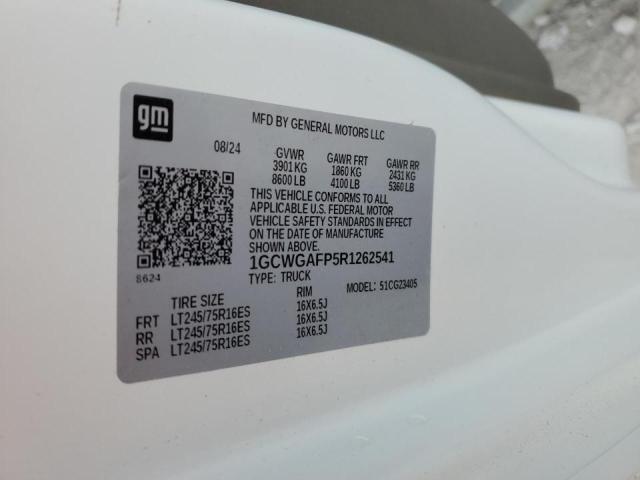 gm
MFD BY GENERAL MOTORS LLC
08/24 GVWR GAWR FRT GAWR RR
3901 KG 1860 KG 2431 KG
8600 LB 4100 LB 5360 LB
THIS VEHICLE CONFORMS TO ALL
APPLICABLE U.S. FEDERAL MOTOR
VEHICLE SAFETY STANDARDS IN EFFECT
ON THE DATE OF MANUFACTURE
SHOWN ABOVE.
1GCWGAFP5R1262541
8624 TYPE: TRUCK MODEL: 51CG23405
TIRE SIZE RIM
FRT LT245/75R16ES 16X6.5J
RR LT245/75R16ES 16X6.5J
SPA LT245/75R16ES 16X6.5J